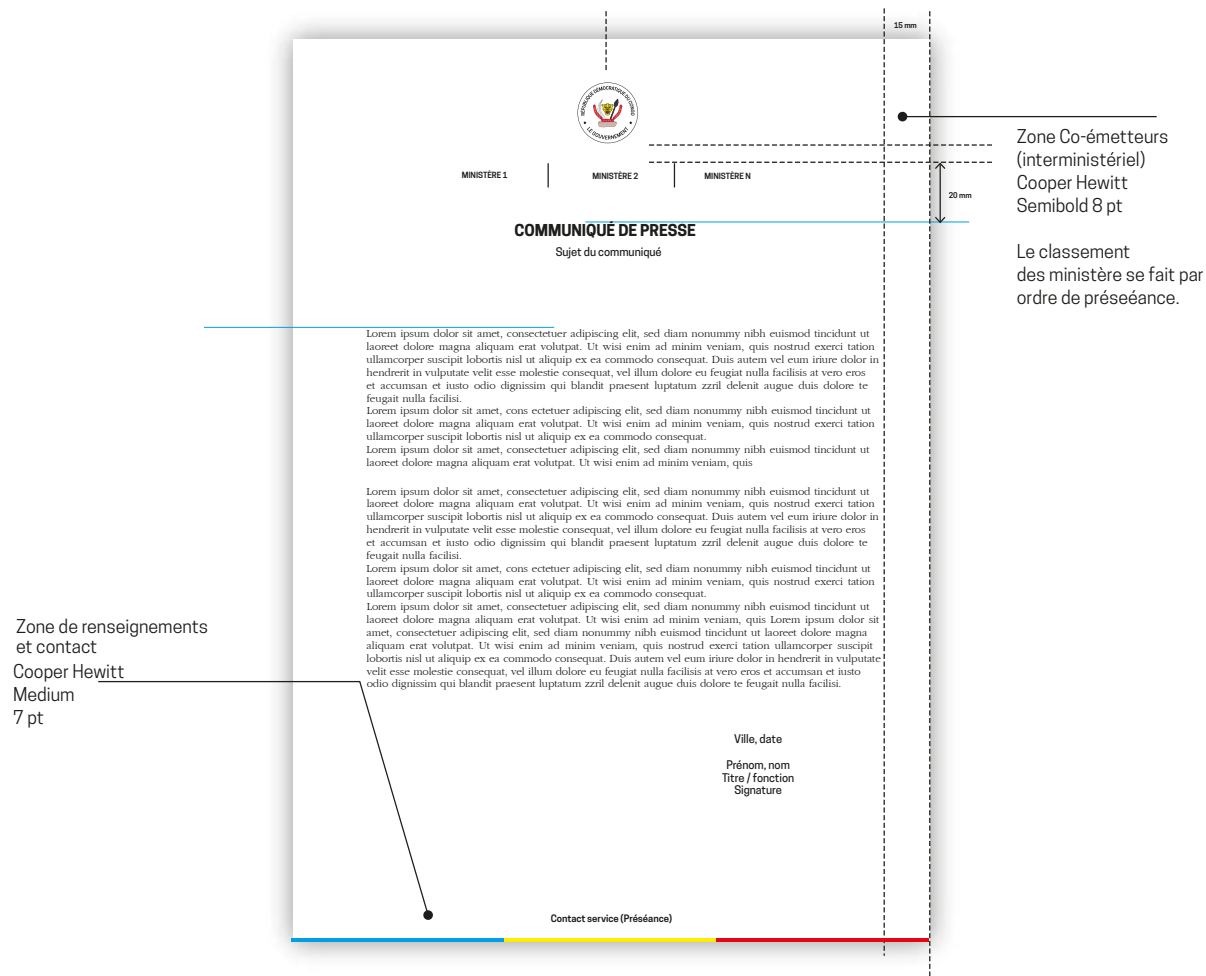 15 mm
RÉPUBLIQUE DÉMOCRATIQUE DU CONGO
LE GOUVERNEMENT
Zone Co-émetteurs
(interministériel)
Cooper Hewitt
Semibold 8 pt
Le classement
des ministère se fait par
ordre de préseéance.
MINISTÈRE 1
MINISTÈRE 2
MINISTÈRE N
20 mm
COMMUNIQUÉ DE PRESSE
Sujet du communiqué
Lorem ipsum dolor sit amet, consectetuer adipiscing elit, sed diam nonummy nibh euismod tincidunt ut
laoreet dolore magna aliquam erat volutpat. Ut wisi enim ad minim veniam, quis nostrud exerci tation
ullamcorper suscipit lobortis nisl ut aliquip ex ea commodo consequat. Duis autem vel eum iriure dolor in
hendrerit in vulputate velit esse molestie consequat, vel illum dolore eu feugiat nulla facilisis at vero eros
et accumsan et iusto odio dignissim qui blandit praesent luptatum zzril delenit augue duis dolore te
feugait nulla facilisi.
Lorem ipsum dolor sit amet, cons ectetuer adipiscing elit, sed diam nonummy nibh euismod tincidunt ut
laoreet dolore magna aliquam erat volutpat. Ut wisi enim ad minim veniam, quis nostrud exerci tation
ullamcorper suscipit lobortis nisl ut aliquip ex ea commodo consequat.
Lorem ipsum dolor sit amet, consectetuer adipiscing elit, sed diam nonummy nibh euismod tincidunt ut
laoreet dolore magna aliquam erat volutpat. Ut wisi enim ad minim veniam, quis
Lorem ipsum dolor sit amet, consectetuer adipiscing elit, sed diam nonummy nibh euismod tincidunt ut
laoreet dolore magna aliquam erat volutpat. Ut wisi enim ad minim veniam, quis nostrud exerci tation
ullamcorper suscipit lobortis nisl ut aliquip ex ea commodo consequat. Duis autem vel eum iriure dolor in
hendrerit in vulputate velit esse molestie consequat, vel illum dolore eu feugiat nulla facilisis at vero eros
et accumsan et iusto odio dignissim qui blandit praesent luptatum zzril delenit augue duis dolore te
feugait nulla facilisi.
Lorem ipsum dolor sit amet, cons ectetuer adipiscing elit, sed diam nonummy nibh euismod tincidunt ut
laoreet dolore magna aliquam erat volutpat. Ut wisi enim ad minim veniam, quis nostrud exerci tation
ullamcorper suscipit lobortis nisl ut aliquip ex ea commodo consequat.
Lorem ipsum dolor sit amet, consectetuer adipiscing elit, sed diam nonummy nibh euismod tincidunt ut
laoreet dolore magna aliquam erat volutpat. Ut wisi enim ad minim veniam, quis Lorem ipsum dolor sit
amet, consectetuer adipiscing elit, sed diam nonummy nibh euismod tincidunt ut laoreet dolore magna
aliquam erat volutpat. Ut wisi enim ad minim veniam, quis nostrud exerci tation ullamcorper suscipit
lobortis nisl ut aliquip ex ea commodo consequat. Duis autem vel eum iriure dolor in hendrerit in vulputate
velit esse molestie consequat, vel illum dolore eu feugiat nulla facilisis at vero eros et accumsan et iusto
odio dignissim qui blandit praesent luptatum zzril delenit augue duis dolore te feugait nulla facilisi.
Zone de renseignements
et contact
Cooper Hewitt
Medium
7 pt
Ville, date
Prénom, nom
Titre / fonction
Signature
Contact service (Préséance)